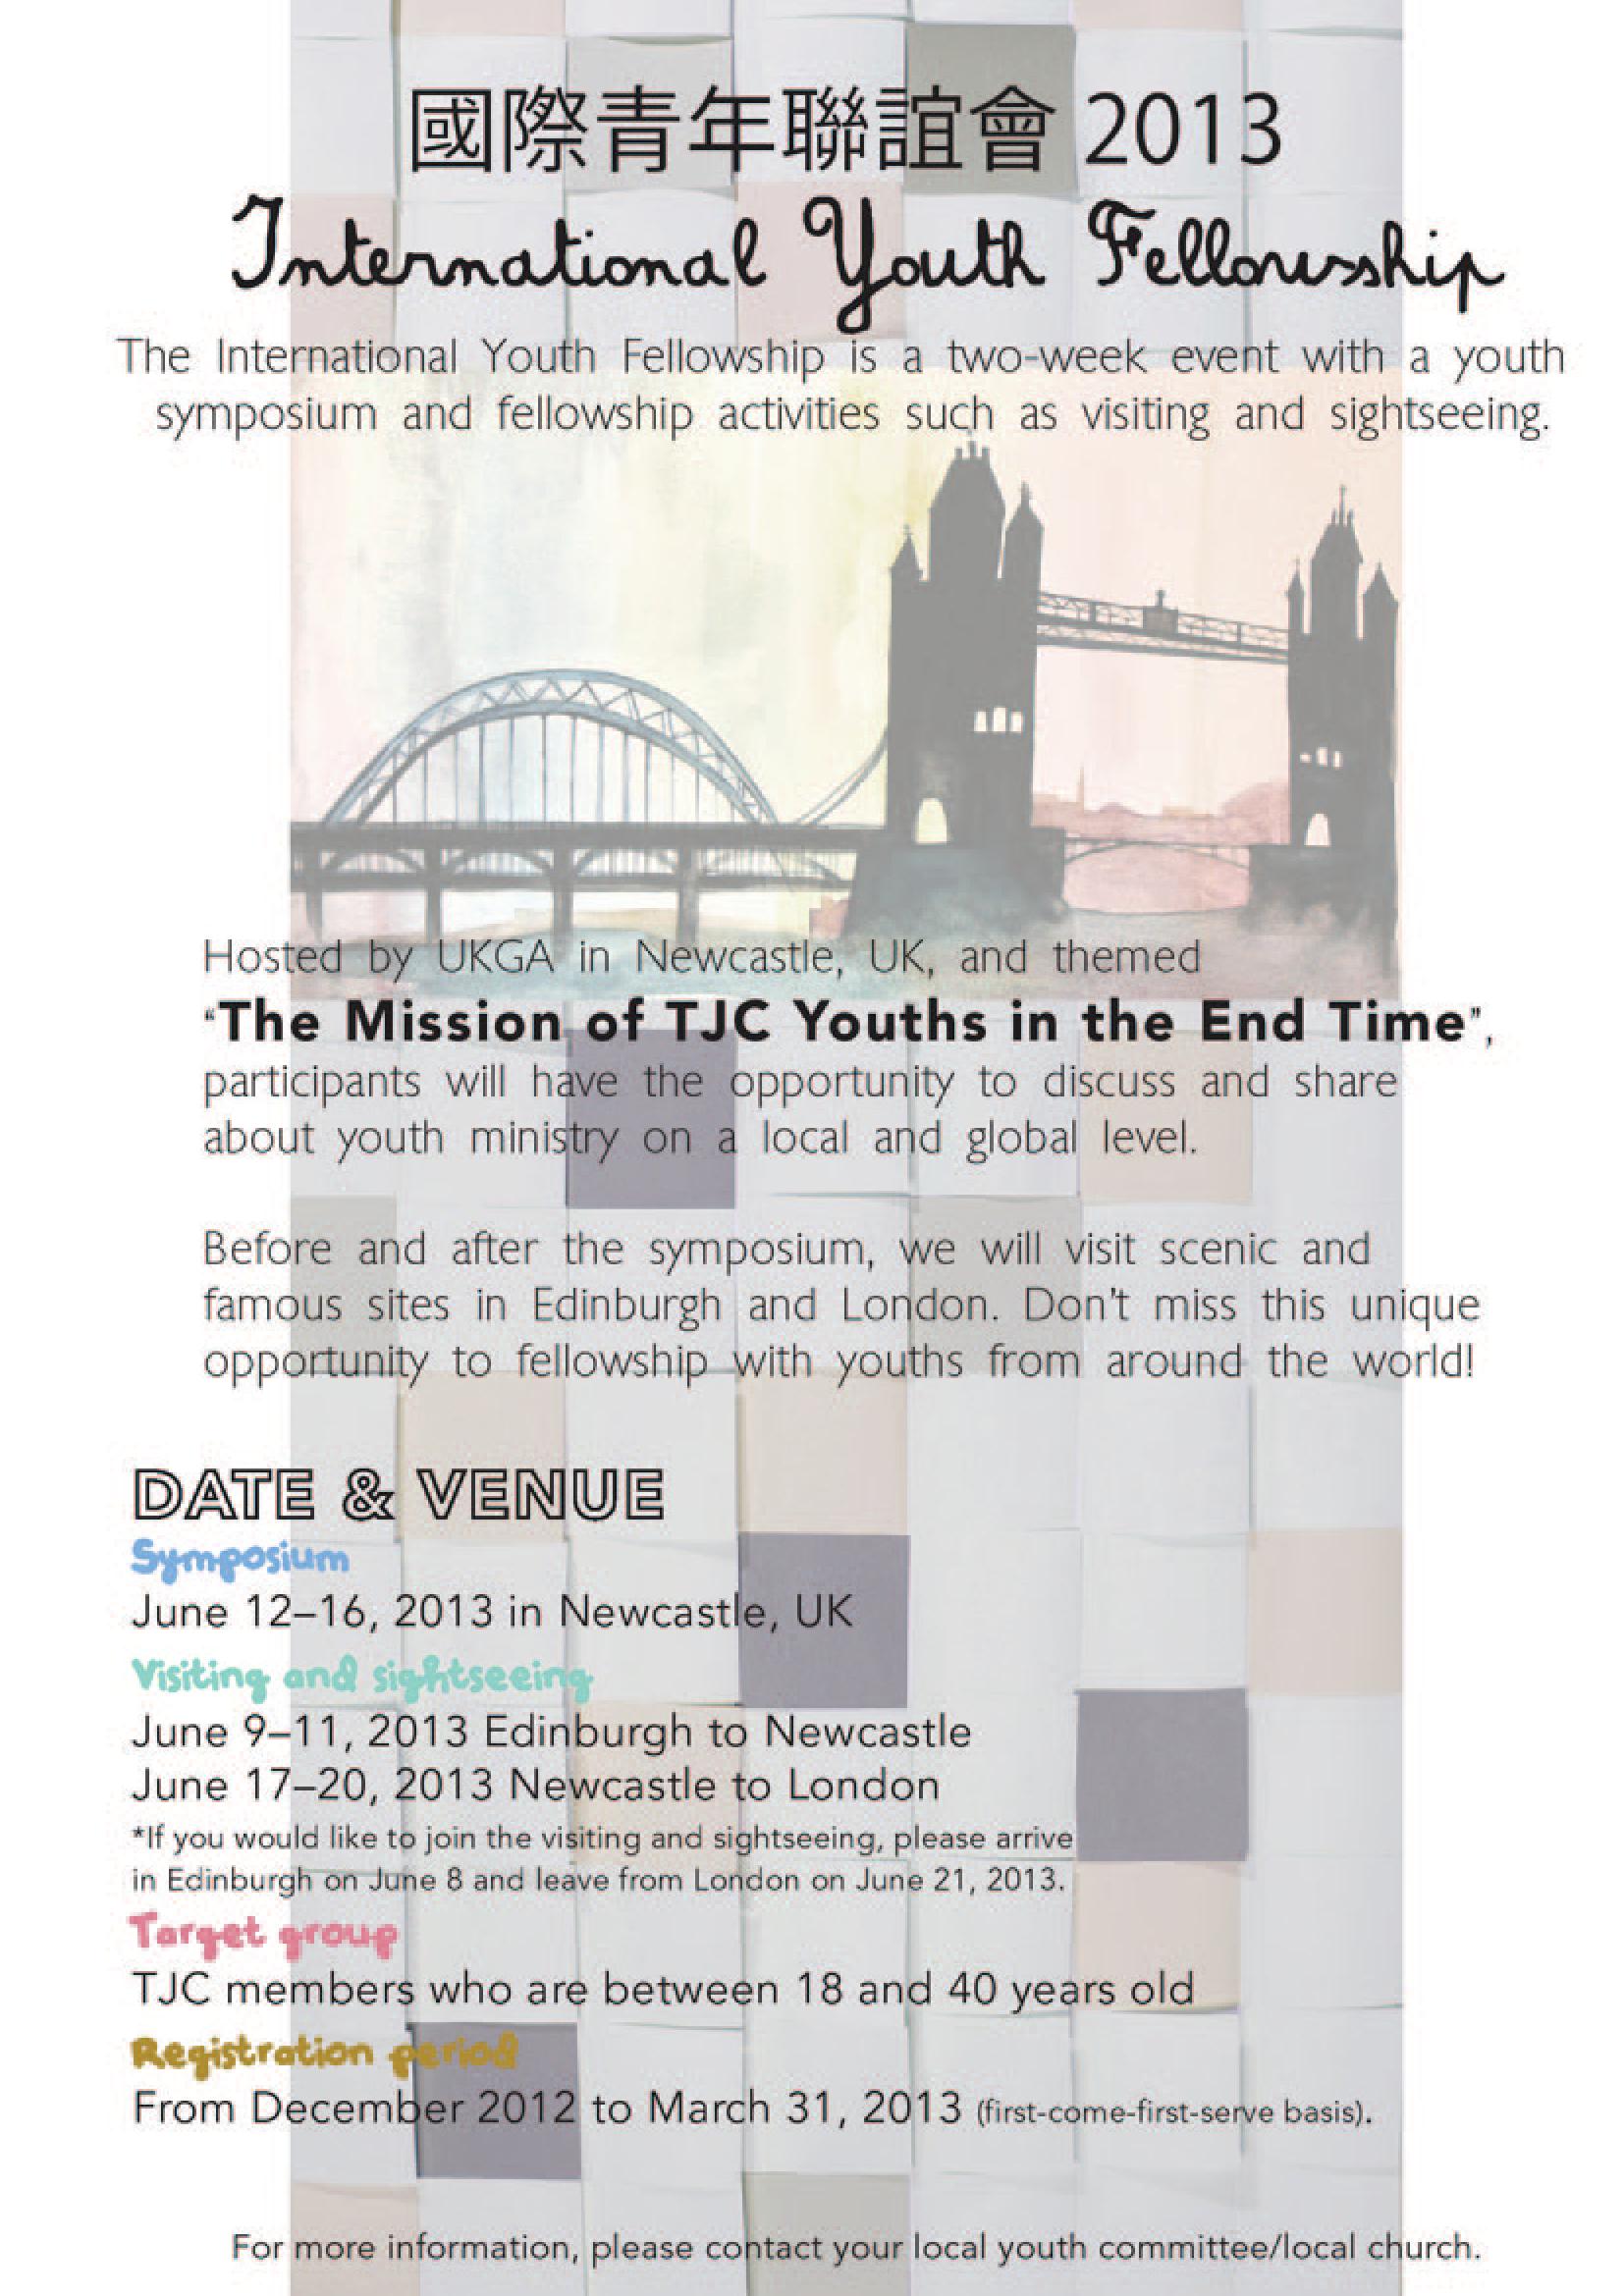 國際青年聯誼會 2013
International Youth Fellowship
The International Youth Fellowship is a two-week event with a youth
symposium and fellowship activities such as visiting and sightseeing.
Hosted by UKGA in Newcastle, UK, and themed
“The Mission of TJC Youths in the End Time”,
participants will have the opportunity to discuss and share
about youth ministry on a local and global level.
Before and after the symposium, we will visit scenic and
famous sites in Edinburgh and London. Don't miss this unique
opportunity to fellowship with youths from around the world!
DATE & VENUE
Symposium
June 12–16, 2013 in Newcastle, UK
Visiting and sightseeing
June 9–11, 2013 Edinburgh to Newcastle
June 17–20, 2013 Newcastle to London
*If you would like to join the visiting and sightseeing, please arrive
in Edinburgh on June 8 and leave from London on June 21, 2013.
Target group
TJC members who are between 18 and 40 years old
Registration period
From December 2012 to March 31, 2013 (first-come-first-serve basis).
For more information, please contact your local youth committee/local church.